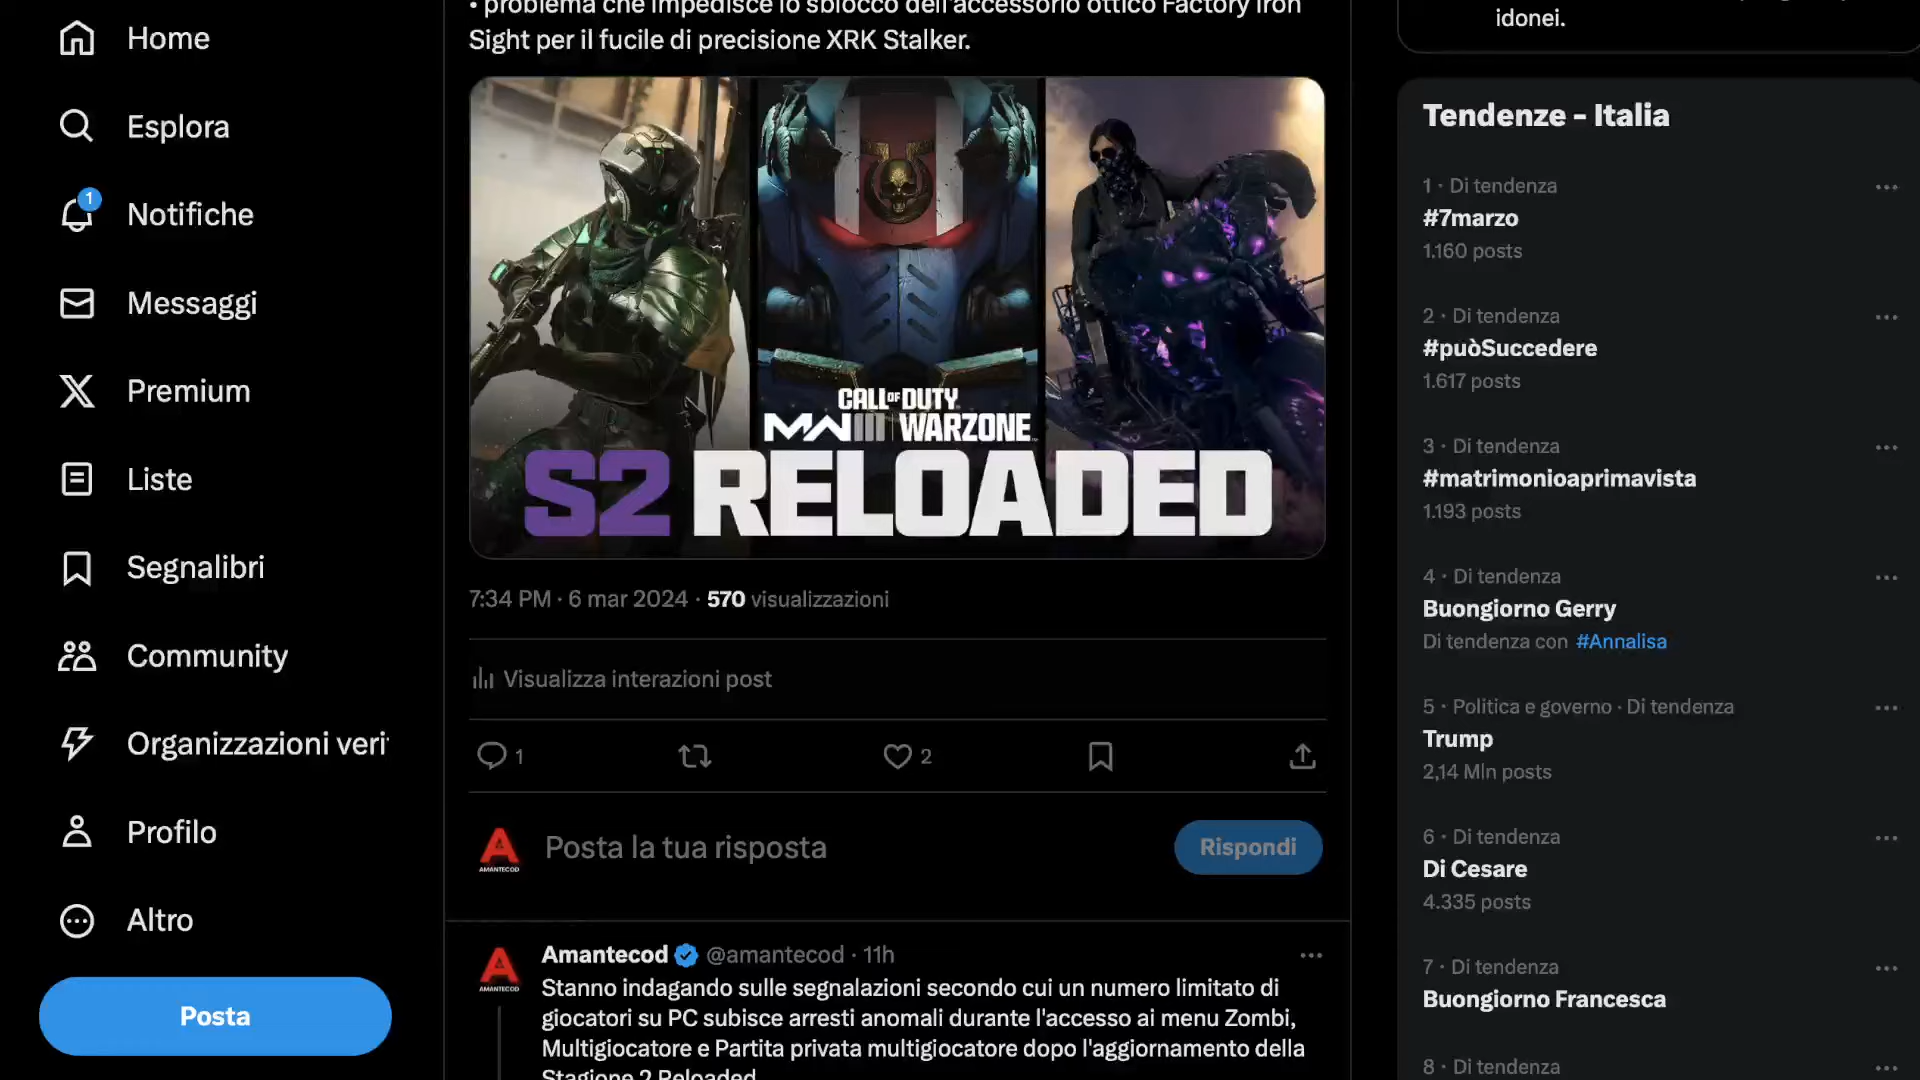 Home
Esplora
1
Notifiche
Messaggi
Premium
Liste
Segnalibri
Community
Organizzazioni veri
Profilo
Altro
Posta
• problema che impedisce lo sblocco dell'accessorio ottico Factory Iron
Sight per il fucile di precisione XRK Stalker.
CALL OF DUTY
MWIII WARZONE
S2 RELOADED
7:34 PM · 6 mar 2024 · 570 visualizzazioni
Visualizza interazioni post
1
2
AMANTECOD
Posta la tua risposta
Rispondi
AMANTECOD
Amantecod @amantecod · 11h
Stanno indagando sulle segnalazioni secondo cui un numero limitato di
giocatori su PC subisce arresti anomali durante l'accesso ai menu Zombi,
Multigiocatore e Partita privata multigiocatore dopo l'aggiornamento della
Stagione 2 Reloaded
idonei.
Tendenze - Italia
1 · Di tendenza
#7marzo
1.160 posts
2 · Di tendenza
#puòSuccedere
1.617 posts
3 · Di tendenza
#matrimonioaprimavista
1.193 posts
4 · Di tendenza
Buongiorno Gerry
Di tendenza con #Annalisa
5 · Politica e governo · Di tendenza
Trump
2,14 Mln posts
6 · Di tendenza
Di Cesare
4.335 posts
7 · Di tendenza
Buongiorno Francesca
8 · Di tendenza